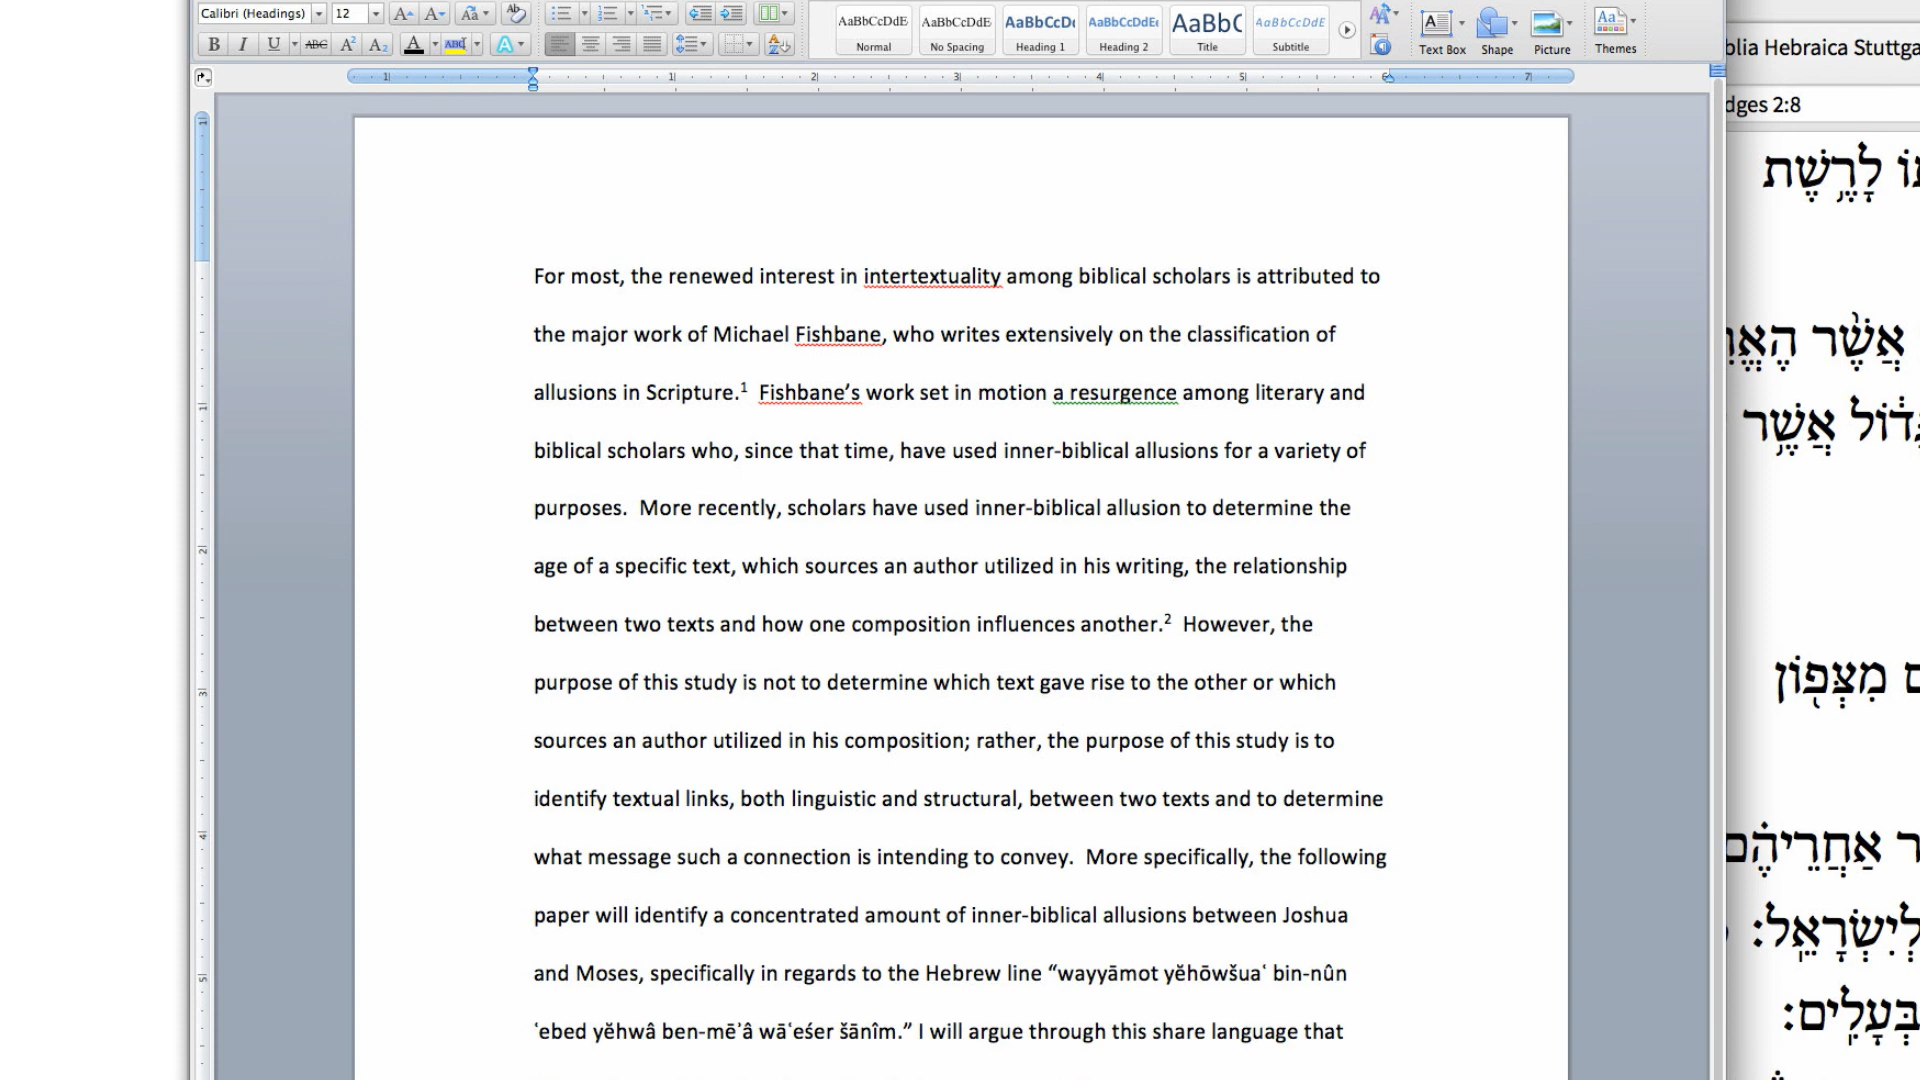 Calibri (Headings) 12
AaBbCcDdE AaBbCcDdE AaBbCcD AaBbCcDdEe AaBbC AaBbCcDdE
Normal No Spacing Heading 1 Heading 2 Title Subtitle
Text Box Shape Picture Themes
For most, the renewed interest in intertextuality among biblical scholars is attributed to
the major work of Michael Fishbane, who writes extensively on the classification of
allusions in Scripture.1  Fishbane’s work set in motion a resurgence among literary and
biblical scholars who, since that time, have used inner-biblical allusions for a variety of
purposes.  More recently, scholars have used inner-biblical allusion to determine the
age of a specific text, which sources an author utilized in his writing, the relationship
between two texts and how one composition influences another.2  However, the
purpose of this study is not to determine which text gave rise to the other or which
sources an author utilized in his composition; rather, the purpose of this study is to
identify textual links, both linguistic and structural, between two texts and to determine
what message such a connection is intending to convey.  More specifically, the following
paper will identify a concentrated amount of inner-biblical allusions between Joshua
and Moses, specifically in regards to the Hebrew line “wayyāmot yĕhōwšuaʿ bin-nûn
ʿebed yĕhwâ ben-mēʾâ wāʿeśer šānîm.” I will argue through this share language that
blia Hebraica Stuttga
dges 2:8
לָרֶ֥שֶׁת
אֲשֶׁ֨ר
אֲשֶׁ֥ר
מִצְּפ֖וֹן
אַחֲרֵיהֶ֗ם
לְיִשְׂרָאֵֽל׃